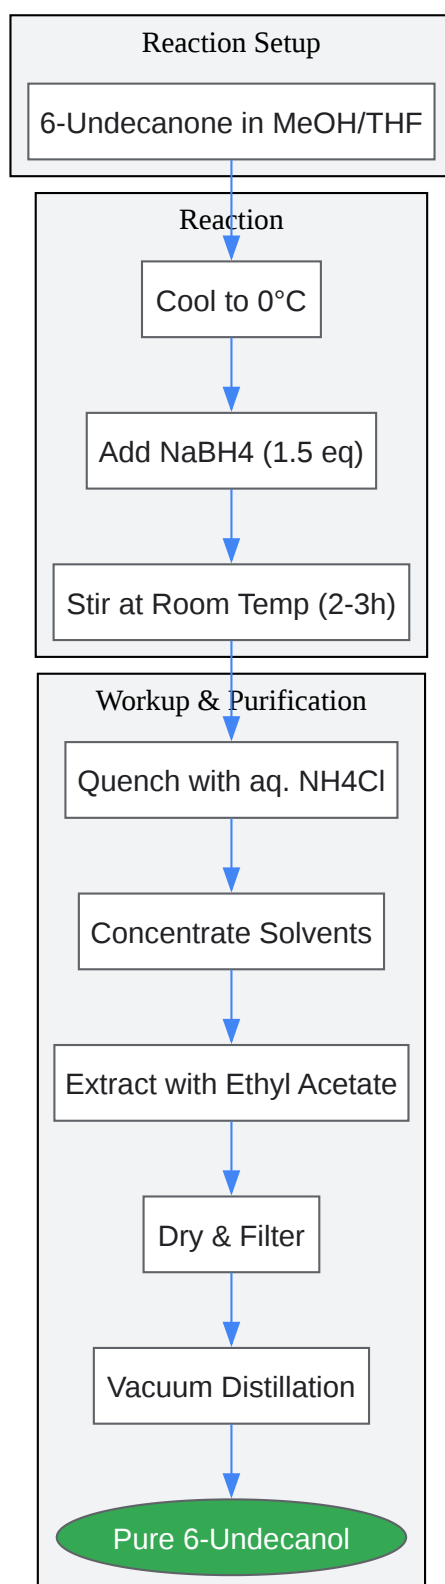 Reaction Setup
6-Undecanone in MeOH/THF
Reaction
Cool to 0°C
Add NaBH4 (1.5 eq)
Stir at Room Temp (2-3h)
Workup & Purification
Quench with aq. NH4Cl
Concentrate Solvents
Extract with Ethyl Acetate
Dry & Filter
Vacuum Distillation
Pure 6-Undecanol